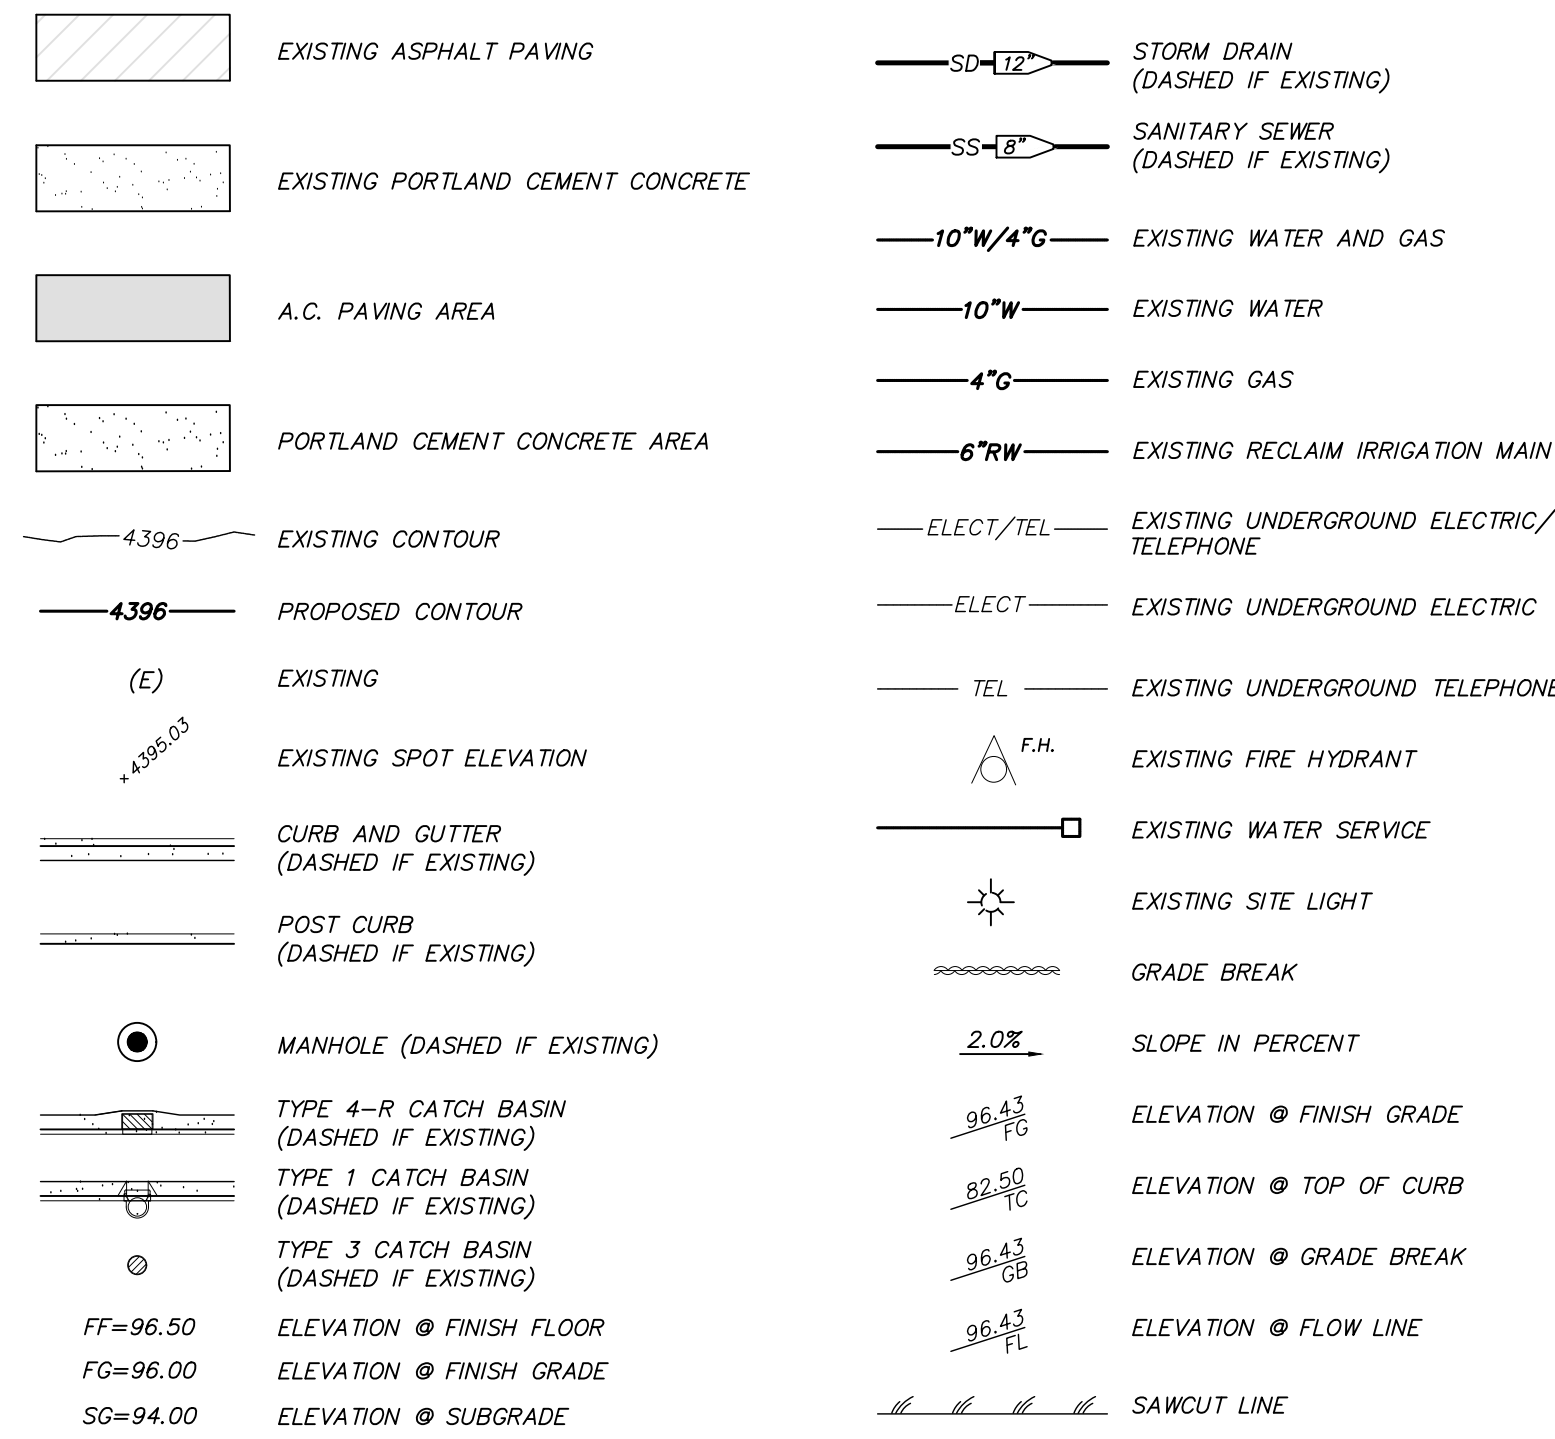 EXISTING ASPHALT PAVING
EXISTING PORTLAND CEMENT CONCRETE
A.C. PAVING AREA
PORTLAND CEMENT CONCRETE AREA
4396 EXISTING CONTOUR
4396 PROPOSED CONTOUR
(E) EXISTING
+4395.03 EXISTING SPOT ELEVATION
CURB AND GUTTER
(DASHED IF EXISTING)
POST CURB
(DASHED IF EXISTING)
MANHOLE (DASHED IF EXISTING)
TYPE 4-R CATCH BASIN
(DASHED IF EXISTING)
TYPE 1 CATCH BASIN
(DASHED IF EXISTING)
TYPE 3 CATCH BASIN
(DASHED IF EXISTING)
FF=96.50 ELEVATION @ FINISH FLOOR
FG=96.00 ELEVATION @ FINISH GRADE
SG=94.00 ELEVATION @ SUBGRADE
SD 12" STORM DRAIN
(DASHED IF EXISTING)
SS 8" SANITARY SEWER
(DASHED IF EXISTING)
10"W/4"G EXISTING WATER AND GAS
10"W EXISTING WATER
4"G EXISTING GAS
6"RW EXISTING RECLAIM IRRIGATION MAIN
ELECT/TEL EXISTING UNDERGROUND ELECTRIC/
TELEPHONE
ELECT EXISTING UNDERGROUND ELECTRIC
TEL EXISTING UNDERGROUND TELEPHONE
F.H. EXISTING FIRE HYDRANT
EXISTING WATER SERVICE
EXISTING SITE LIGHT
GRADE BREAK
2.0% SLOPE IN PERCENT
96.43
FG
ELEVATION @ FINISH GRADE
82.50
TC
ELEVATION @ TOP OF CURB
96.43
GB
ELEVATION @ GRADE BREAK
96.43
FL
ELEVATION @ FLOW LINE
SAWCUT LINE